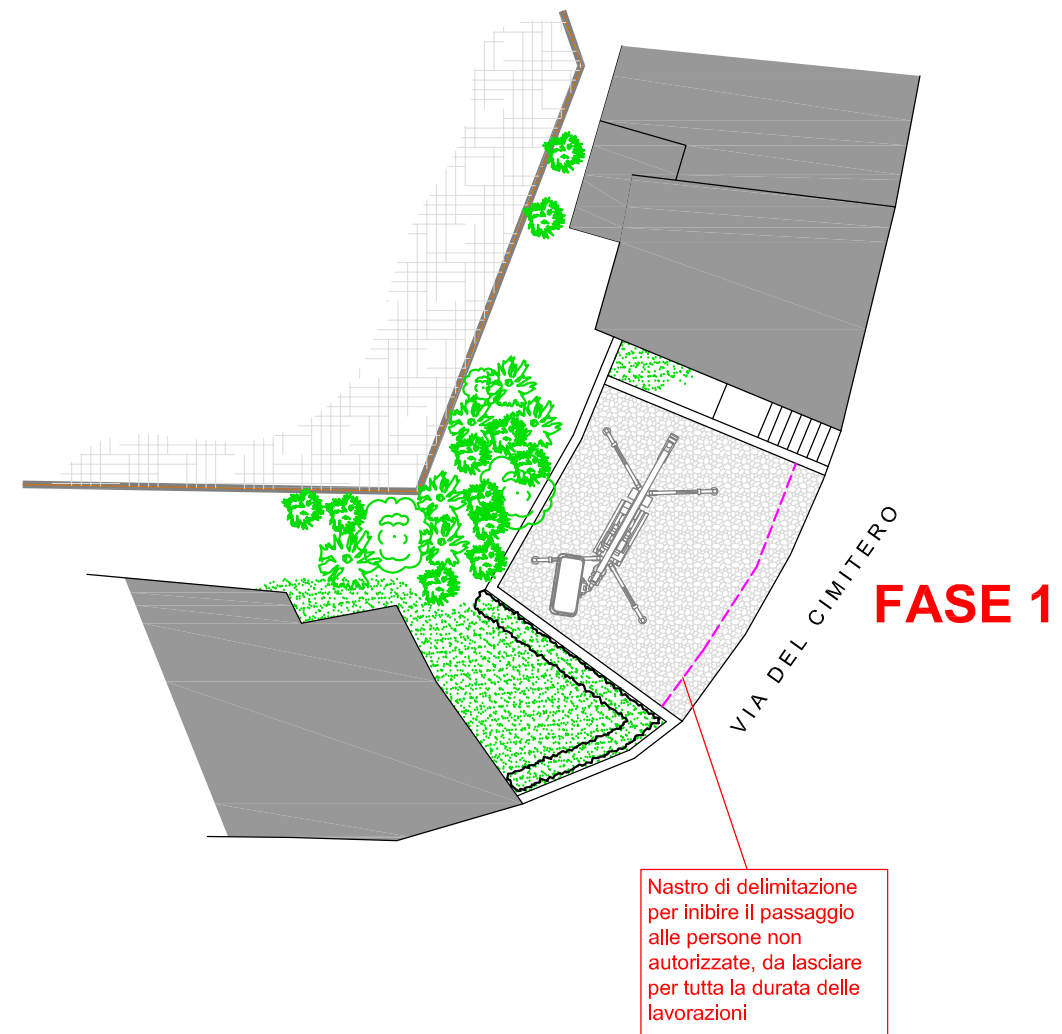 VIA DEL CIMITERO
FASE 1
Nastro di delimitazione
per inibire il passaggio
alle persone non
autorizzate, da lasciare
per tutta la durata delle
lavorazioni